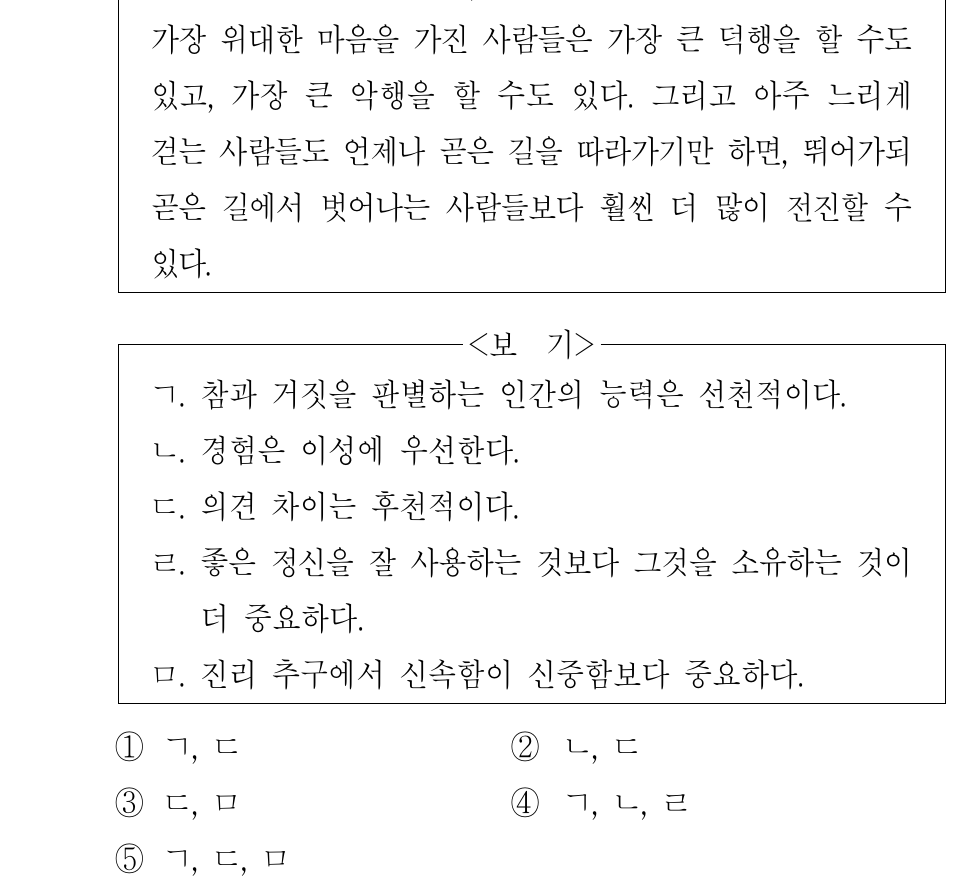 가장 위대한 마음을 가진 사람들은 가장 큰 덕행을 할 수도
있고, 가장 큰 악행을 할 수도 있다. 그리고 아주 느리게
걷는 사람들도 언제나 곧은 길을 따라가기만 하면, 뛰어가되
곧은 길에서 벗어나는 사람들보다 훨씬 더 많이 전진할 수
있다.
<보 기>
ㄱ. 참과 거짓을 판별하는 인간의 능력은 선천적이다.
ㄴ. 경험은 이성에 우선한다.
ㄷ. 의견 차이는 후천적이다.
ㄹ. 좋은 정신을 잘 사용하는 것보다 그것을 소유하는 것이
더 중요하다.
ㅁ. 진리 추구에서 신속함이 신중함보다 중요하다.
① ㄱ, ㄷ ② ㄴ, ㄷ
③ ㄷ, ㅁ ④ ㄱ, ㄴ, ㄹ
⑤ ㄱ, ㄷ, ㅁ